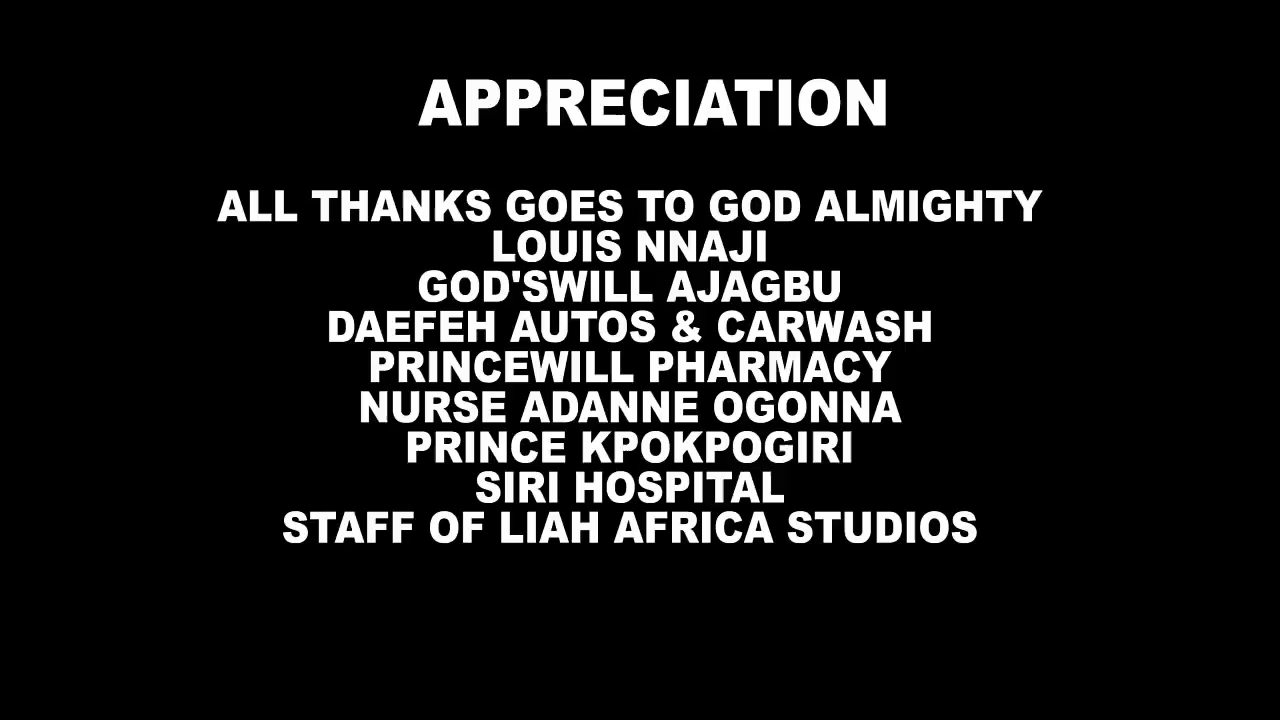 APPRECIATION
ALL THANKS GOES TO GOD ALMIGHTY
LOUIS NNAJI
GOD'SWILL AJAGBU
DAEFEH AUTOS & CARWASH
PRINCEWILL PHARMACY
NURSE ADANNE OGONNA
PRINCE KPOKPOGIRI
SIRI HOSPITAL
STAFF OF LIAH AFRICA STUDIOS